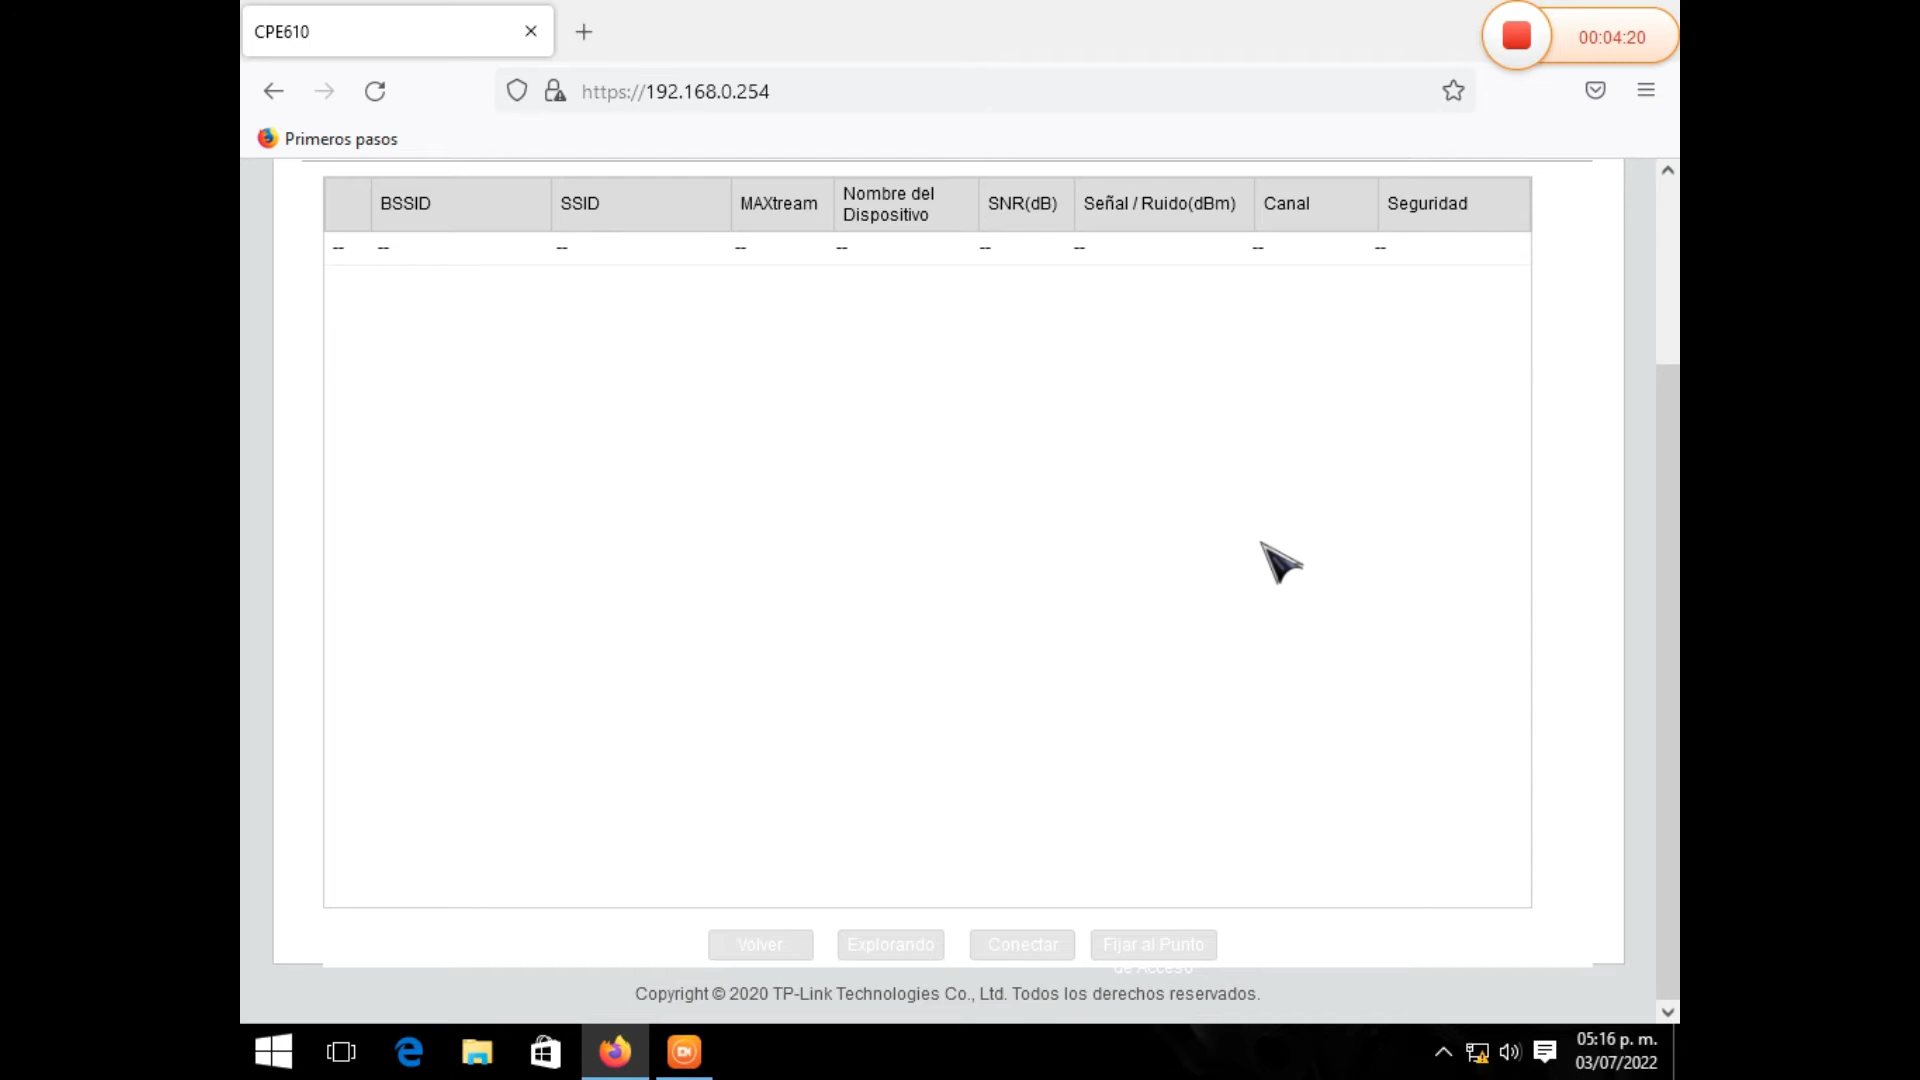 CPE610
00:04:20
https://192.168.0.254
Primeros pasos
BSSID SSID MAXtream Nombre del Dispositivo SNR(dB) Señal / Ruido(dBm) Canal Seguridad
-- -- -- -- -- -- -- -- --
Volver Explorando Conectar Fijar al Punto
de Acceso
Copyright © 2020 TP-Link Technologies Co., Ltd. Todos los derechos reservados.
05:16 p. m.
03/07/2022